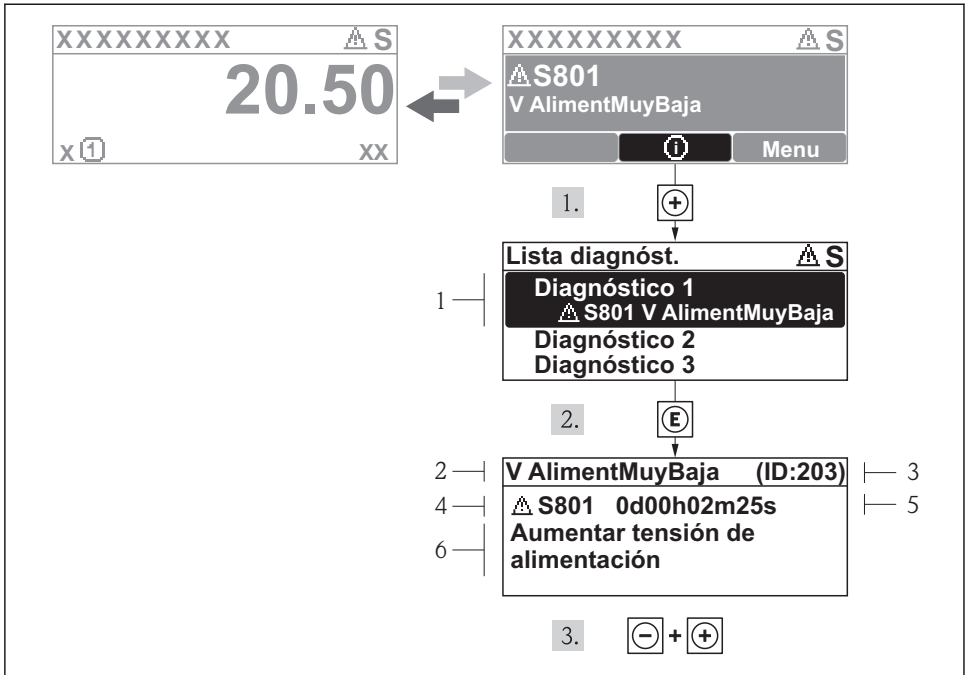 XXXXXXXXX ⚠ S
20.50
X 1 XX
XXXXXXXXX ⚠ S
⚠ S801
V AlimentMuyBaja
i Menu
1. +
Lista diagnóst. ⚠ S
1
Diagnóstico 1
⚠ S801 V AlimentMuyBaja
Diagnóstico 2
Diagnóstico 3
2. E
2 V AlimentMuyBaja (ID:203) 3
4 ⚠ S801 0d00h02m25s 5
6
Aumentar tensión de
alimentación
3. - + +